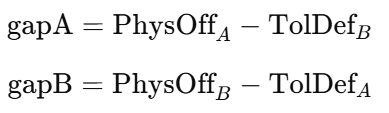 gapA = PhysOff_A − TolDef_B
gapB = PhysOff_B − TolDef_A